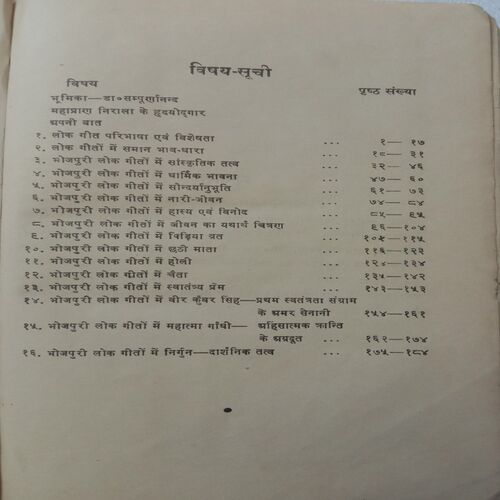 विषय-सूची
विषय पृष्ठ संख्या
भूमिका—डा० सम्पूर्णानन्द
महाप्राण निराला के हृदयोद्गार
अपनी बात
१. लोक गीत परिभाषा एवं विशेषता ... १ — १७
२. लोक गीतों में समान भाव-धारा ... १८ — ३१
३. भोजपुरी लोक गीतों में सांस्कृतिक तत्व ... ३२ — ४६
४. भोजपुरी लोक गीतों में धार्मिक भावना ... ४७ — ६०
५. भोजपुरी लोक गीतों में सौन्दर्यानुभूति ... ६१ — ७३
६. भोजपुरी लोक गीतों में नारी-जीवन ... ७४ — ८४
७. भोजपुरी लोक गीतों में हास्य एवं विनोद ... ८५ — ९५
८. भोजपुरी लोक गीतों में जीवन का यथार्थ चित्रण ... ९६ — १०४
९. भोजपुरी लोक गीतों में पिड़िया व्रत ... १०५ — ११५
१०. भोजपुरी लोक गीतों में छठी माता ... ११६ — १२३
११. भोजपुरी लोक गीतों में होली ... १२४ — १३४
१२. भोजपुरी लोक गीतों में चैता ... १३५ — १४२
१३. भोजपुरी लोक गीतों में स्वातंत्र्य प्रेम ... १४३ — १५३
१४. भोजपुरी लोक गीतों में वीर कुँवर सिंह—प्रथम स्वतंत्रता संग्राम
के अमर सेनानी १५४ — १६१
१५. भोजपुरी लोक गीतों में महात्मा गाँधी— अहिंसात्मक क्रान्ति
के अग्रदूत ... १६२ — १७४
१६. भोजपुरी लोक गीतों में निर्गुन—दार्शनिक तत्व ... १७५ — १८४